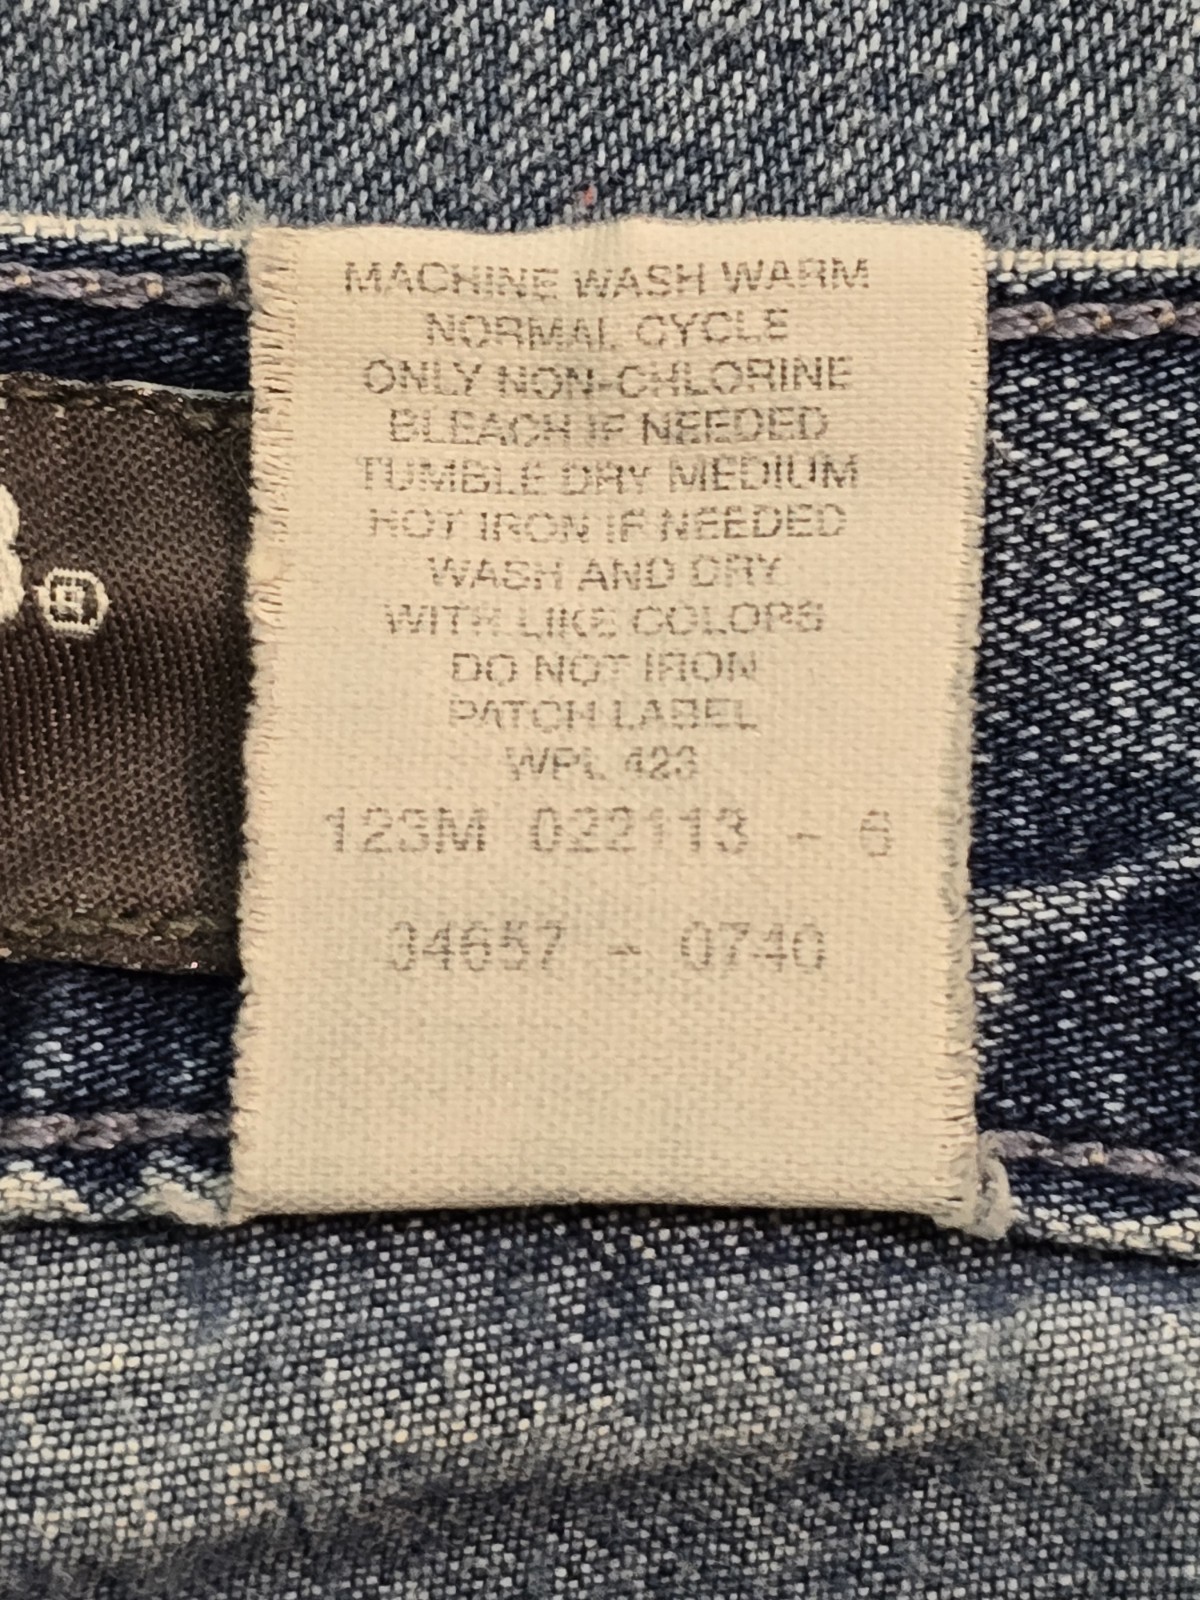 MACHINE WASH WARM
NORMAL CYCLE
ONLY NON-CHLORINE
BLEACH IF NEEDED
TUMBLE DRY MEDIUM
HOT IRON IF NEEDED
WASH AND DRY
WITH LIKE COLORS
DO NOT IRON
PATCH LABEL
WPL 423
123M 022113 - 6
04657 - 0740
®